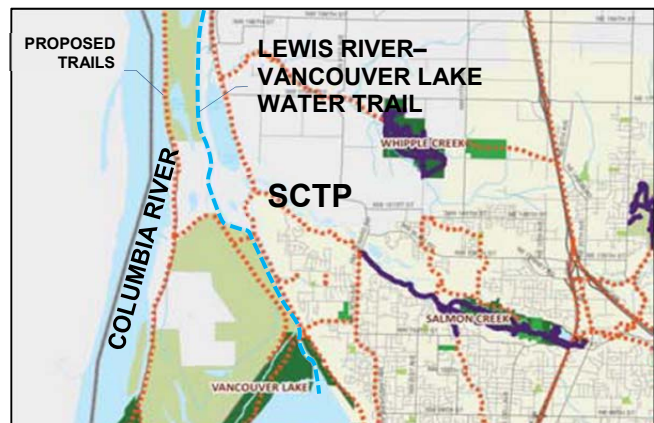 PROPOSED
TRAILS
LEWIS RIVER–
VANCOUVER LAKE
WATER TRAIL
WHIPPLE CREEK
COLUMBIA RIVER
SCTP
SALMON CREEK
VANCOUVER LAKE